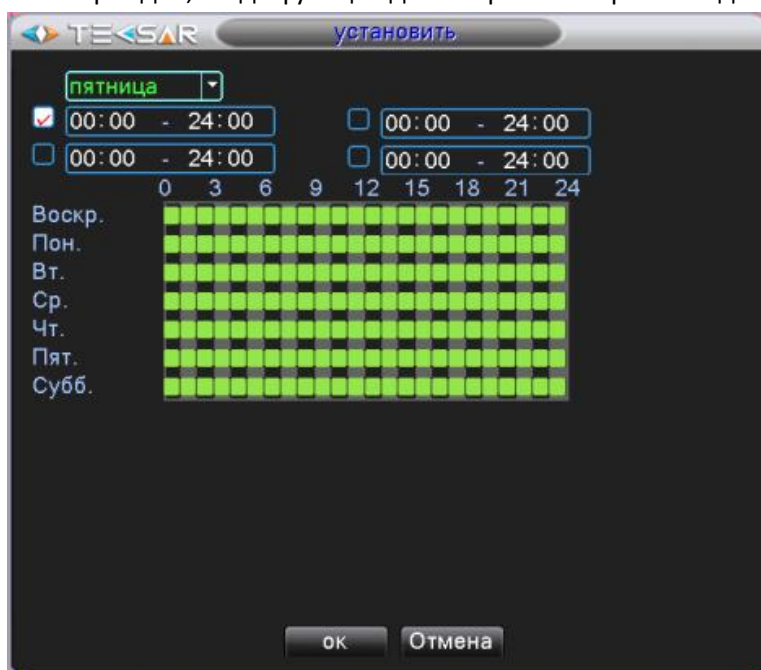 TECSAR установить
пятница
00:00 - 24:00 00:00 - 24:00
00:00 - 24:00 00:00 - 24:00
0 3 6 9 12 15 18 21 24
Воскр.
Пон.
Вт.
Ср.
Чт.
Пят.
Субб.
ок Отмена